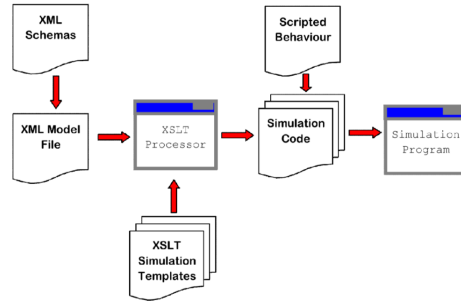 XML
Schemas
Scripted
Behaviour
XML Model
File
XSLT
Processor
Simulation
Code
Simulation
Program
XSLT
Simulation
Templates